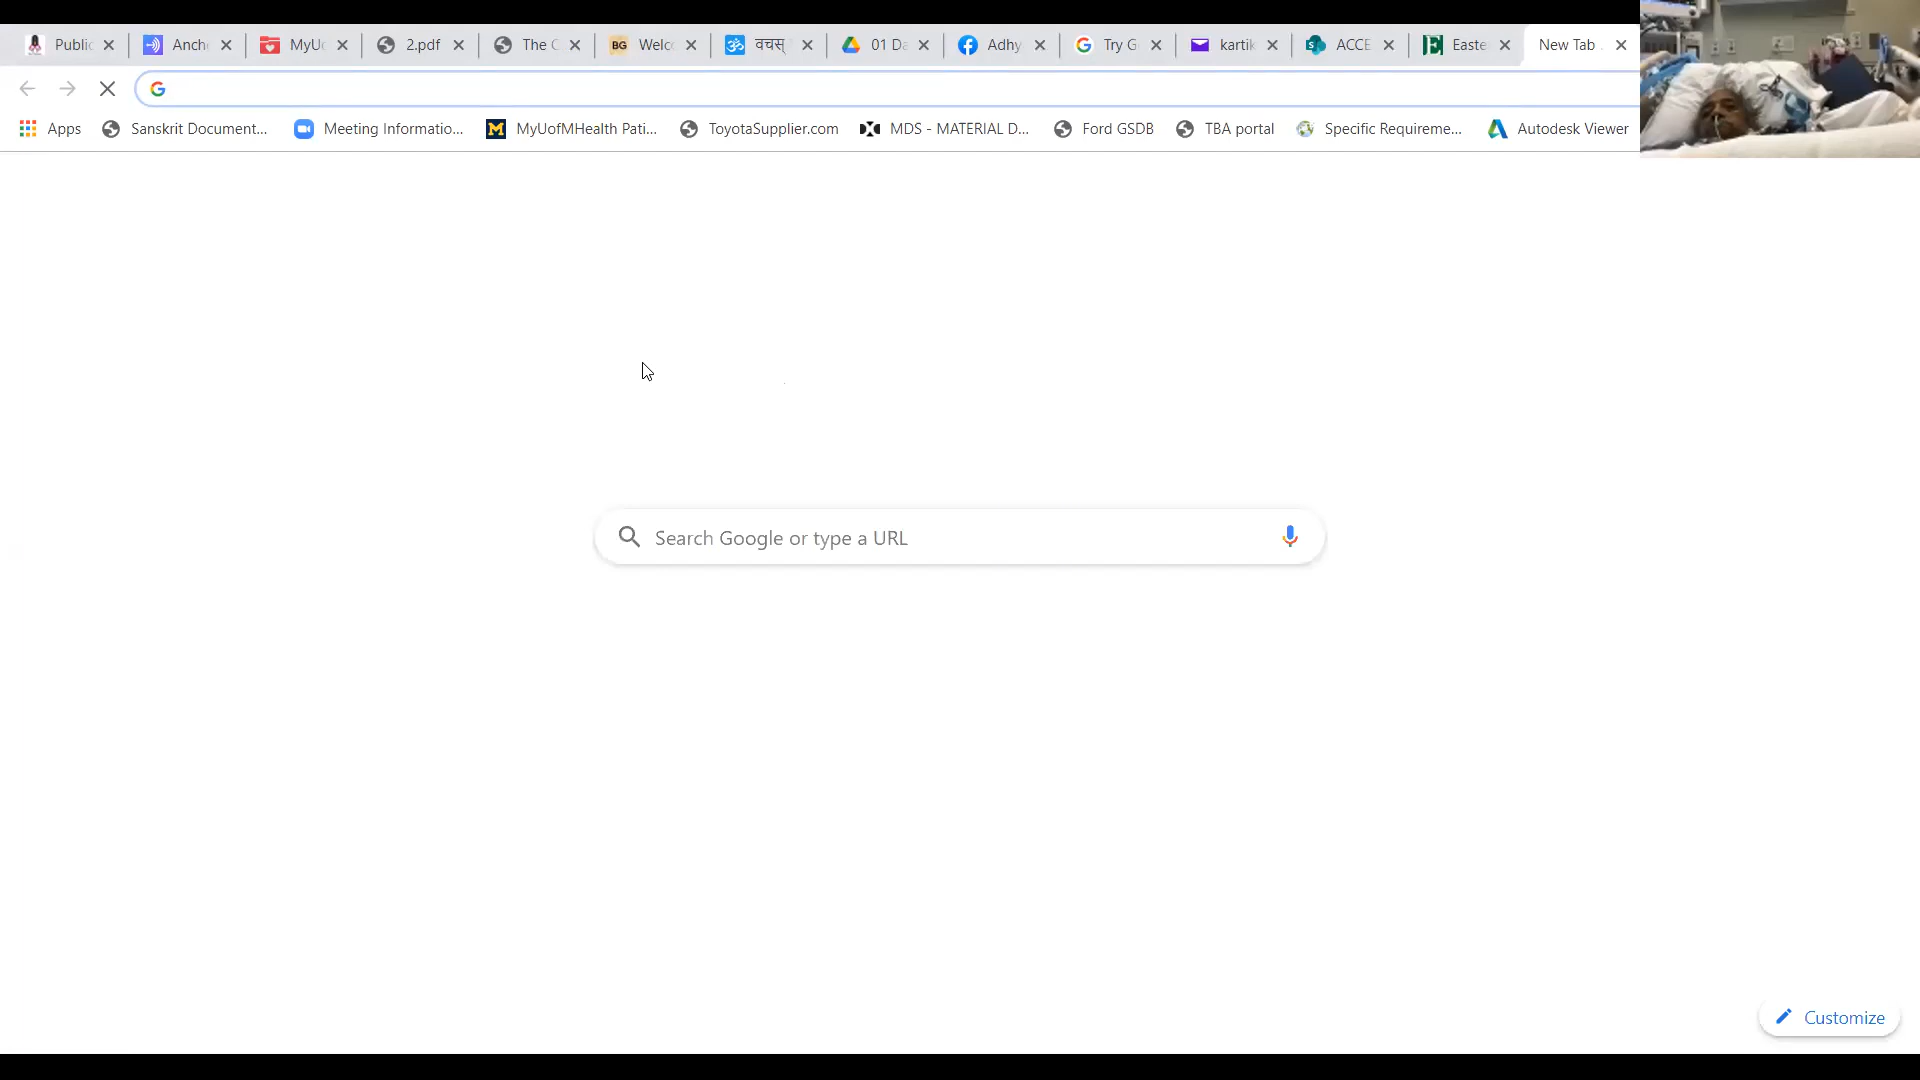 Public Anch MyUo 2.pdf The C Welc वचस् 01 Da Adhy Try G kartik ACCE Easte New Tab
Apps Sanskrit Document... Meeting Informatio... MyUofMHealth Pati... ToyotaSupplier.com MDS - MATERIAL D... Ford GSDB TBA portal Specific Requireme... Autodesk Viewer
Search Google or type a URL
Customize